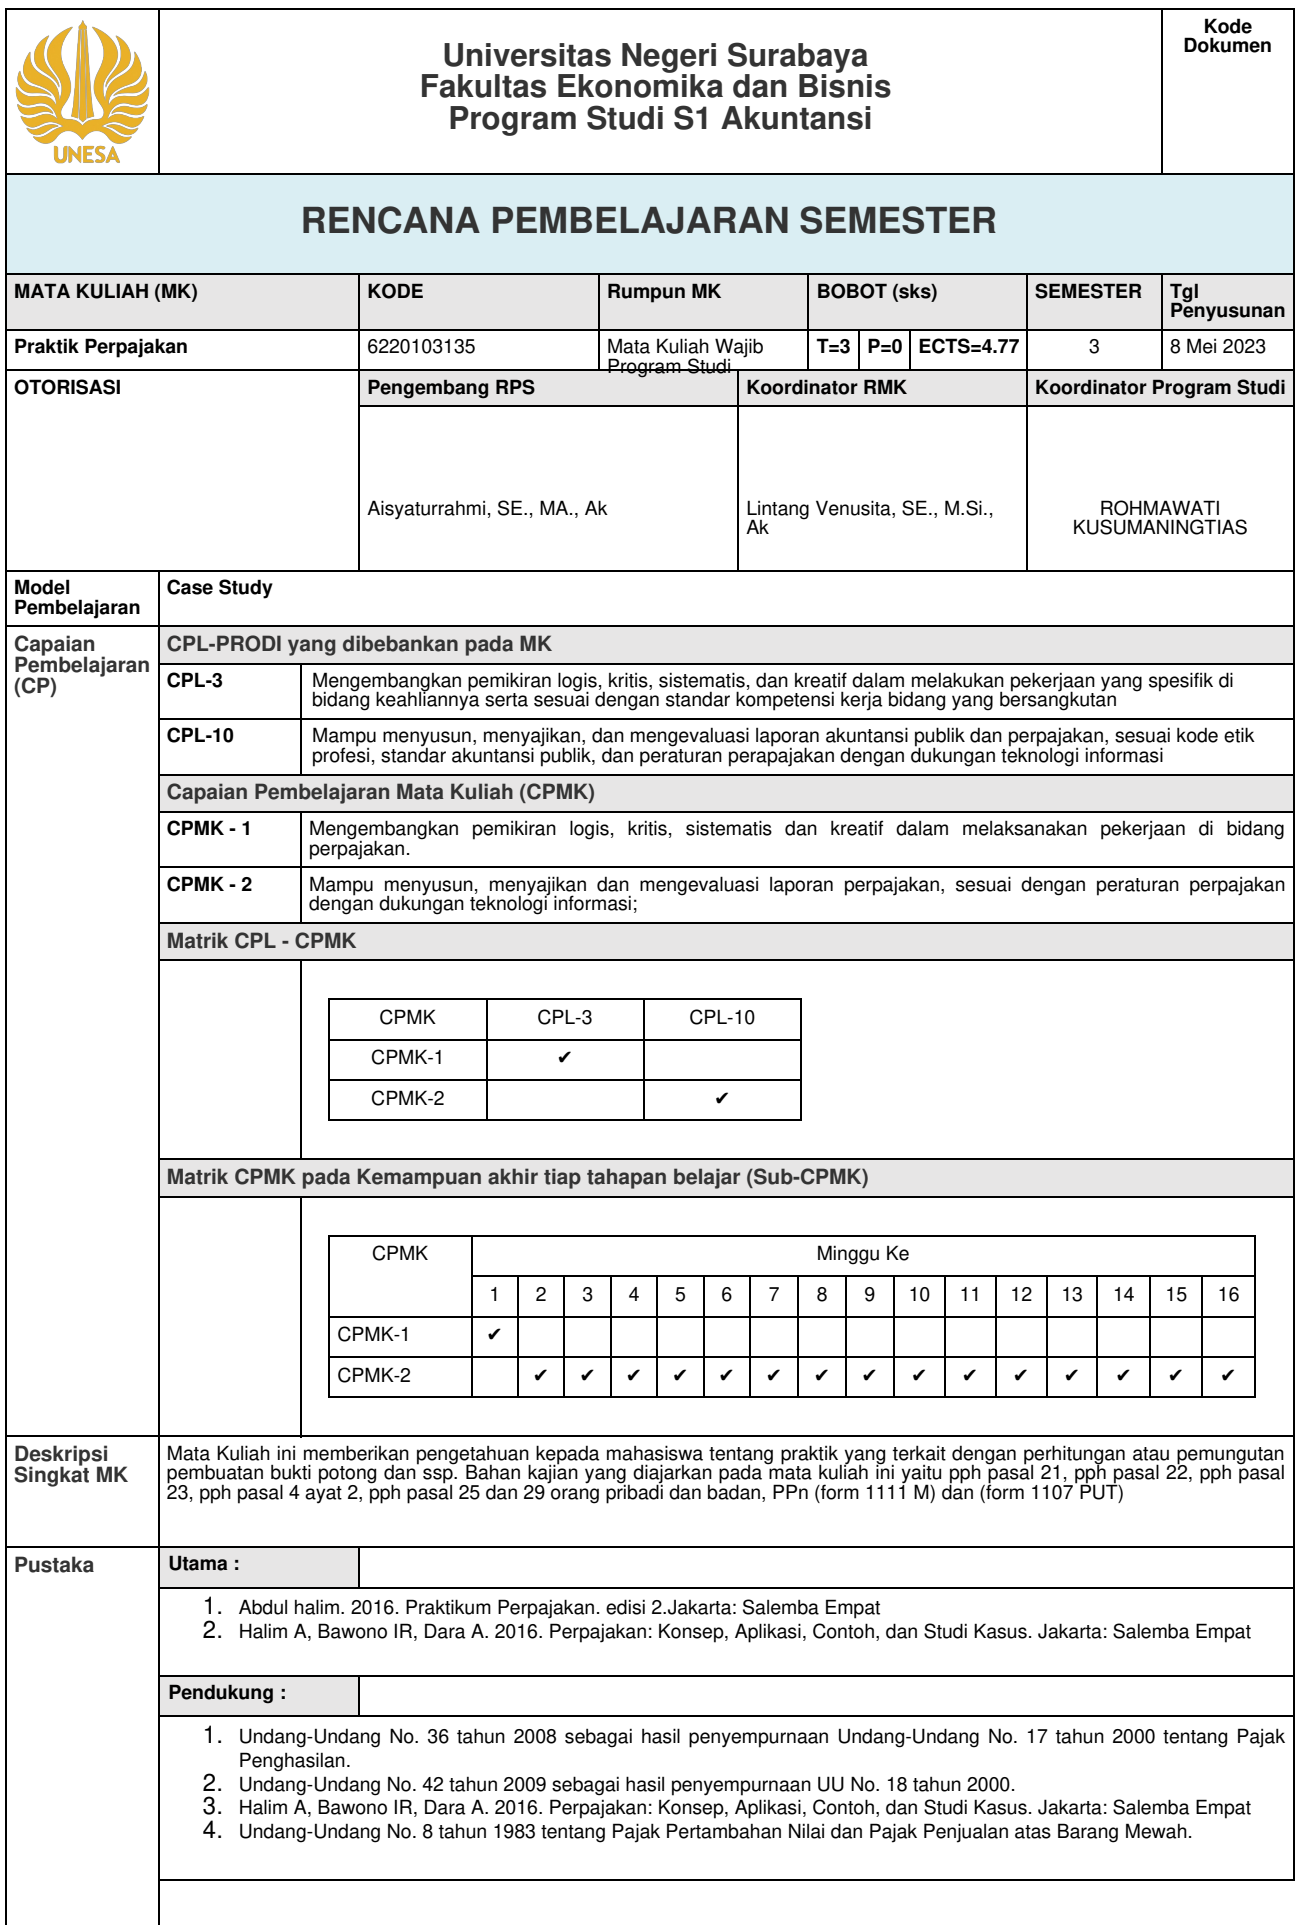 UNESA
Universitas Negeri Surabaya
Fakultas Ekonomika dan Bisnis
Program Studi S1 Akuntansi
Kode
Dokumen
RENCANA PEMBELAJARAN SEMESTER
MATA KULIAH (MK) KODE Rumpun MK BOBOT (sks) SEMESTER Tgl
Penyusunan
Praktik Perpajakan 6220103135 Mata Kuliah Wajib
Program Studi T=3 P=0 ECTS=4.77 3 8 Mei 2023
OTORISASI Pengembang RPS Koordinator RMK Koordinator Program Studi
Aisyaturrahmi, SE., MA., Ak
Lintang Venusita, SE., M.Si.,
Ak
ROHMAWATI
KUSUMANINGTIAS
Model
Pembelajaran
Case Study
Capaian
Pembelajaran
(CP)
CPL-PRODI yang dibebankan pada MK
CPL-3 Mengembangkan pemikiran logis, kritis, sistematis, dan kreatif dalam melakukan pekerjaan yang spesifik di
bidang keahliannya serta sesuai dengan standar kompetensi kerja bidang yang bersangkutan
CPL-10 Mampu menyusun, menyajikan, dan mengevaluasi laporan akuntansi publik dan perpajakan, sesuai kode etik
profesi, standar akuntansi publik, dan peraturan perapajakan dengan dukungan teknologi informasi
Capaian Pembelajaran Mata Kuliah (CPMK)
CPMK - 1 Mengembangkan pemikiran logis, kritis, sistematis dan kreatif dalam melaksanakan pekerjaan di bidang
perpajakan.
CPMK - 2 Mampu menyusun, menyajikan dan mengevaluasi laporan perpajakan, sesuai dengan peraturan perpajakan
dengan dukungan teknologi informasi;
Matrik CPL - CPMK
CPMK CPL-3 CPL-10
CPMK-1 ✔
CPMK-2 ✔
Matrik CPMK pada Kemampuan akhir tiap tahapan belajar (Sub-CPMK)
CPMK Minggu Ke
1 2 3 4 5 6 7 8 9 10 11 12 13 14 15 16
CPMK-1 ✔
CPMK-2 ✔ ✔ ✔ ✔ ✔ ✔ ✔ ✔ ✔ ✔ ✔ ✔ ✔ ✔ ✔
Deskripsi
Singkat MK
Mata Kuliah ini memberikan pengetahuan kepada mahasiswa tentang praktik yang terkait dengan perhitungan atau pemungutan
pembuatan bukti potong dan ssp. Bahan kajian yang diajarkan pada mata kuliah ini yaitu pph pasal 21, pph pasal 22, pph pasal
23, pph pasal 4 ayat 2, pph pasal 25 dan 29 orang pribadi dan badan, PPn (form 1111 M) dan (form 1107 PUT)
Pustaka
Utama :
1. Abdul halim. 2016. Praktikum Perpajakan. edisi 2.Jakarta: Salemba Empat
2. Halim A, Bawono IR, Dara A. 2016. Perpajakan: Konsep, Aplikasi, Contoh, dan Studi Kasus. Jakarta: Salemba Empat
Pendukung :
1. Undang-Undang No. 36 tahun 2008 sebagai hasil penyempurnaan Undang-Undang No. 17 tahun 2000 tentang Pajak
Penghasilan.
2. Undang-Undang No. 42 tahun 2009 sebagai hasil penyempurnaan UU No. 18 tahun 2000.
3. Halim A, Bawono IR, Dara A. 2016. Perpajakan: Konsep, Aplikasi, Contoh, dan Studi Kasus. Jakarta: Salemba Empat
4. Undang-Undang No. 8 tahun 1983 tentang Pajak Pertambahan Nilai dan Pajak Penjualan atas Barang Mewah.